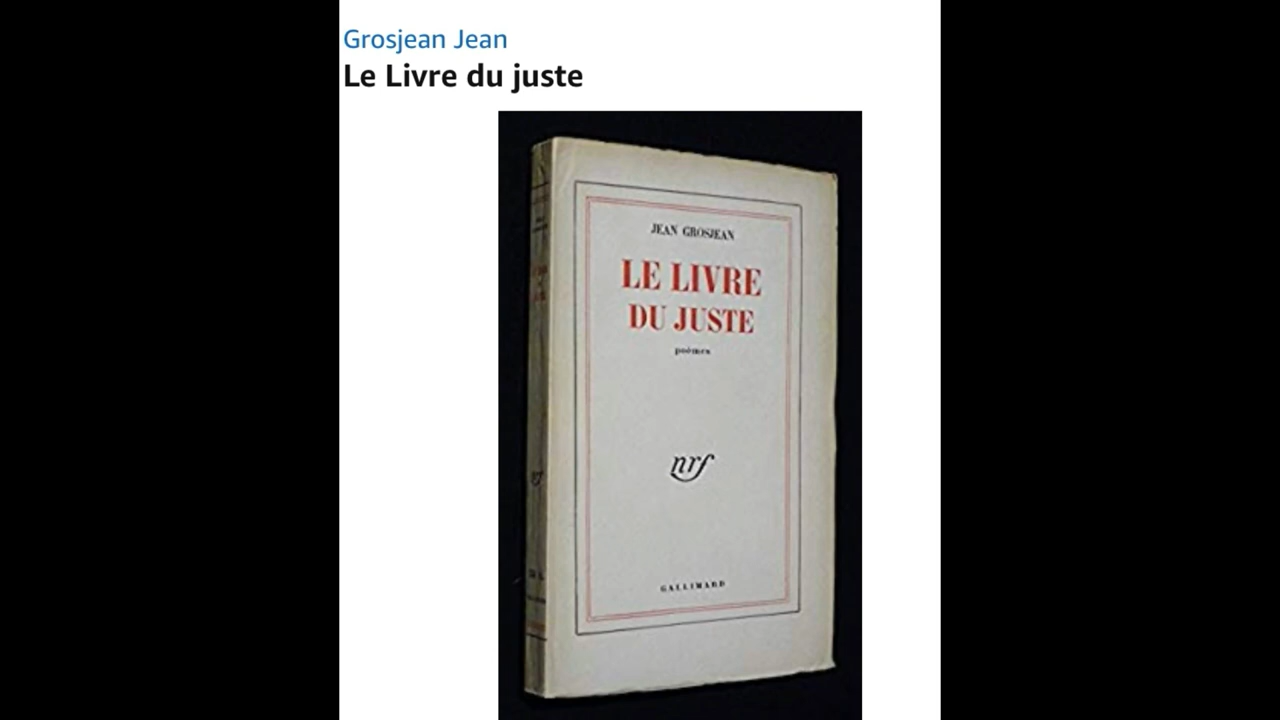 Grosjean Jean
Le Livre du juste
JEAN GROSJEAN
LE LIVRE
DU JUSTE
poèmes
nrf
GALLIMARD